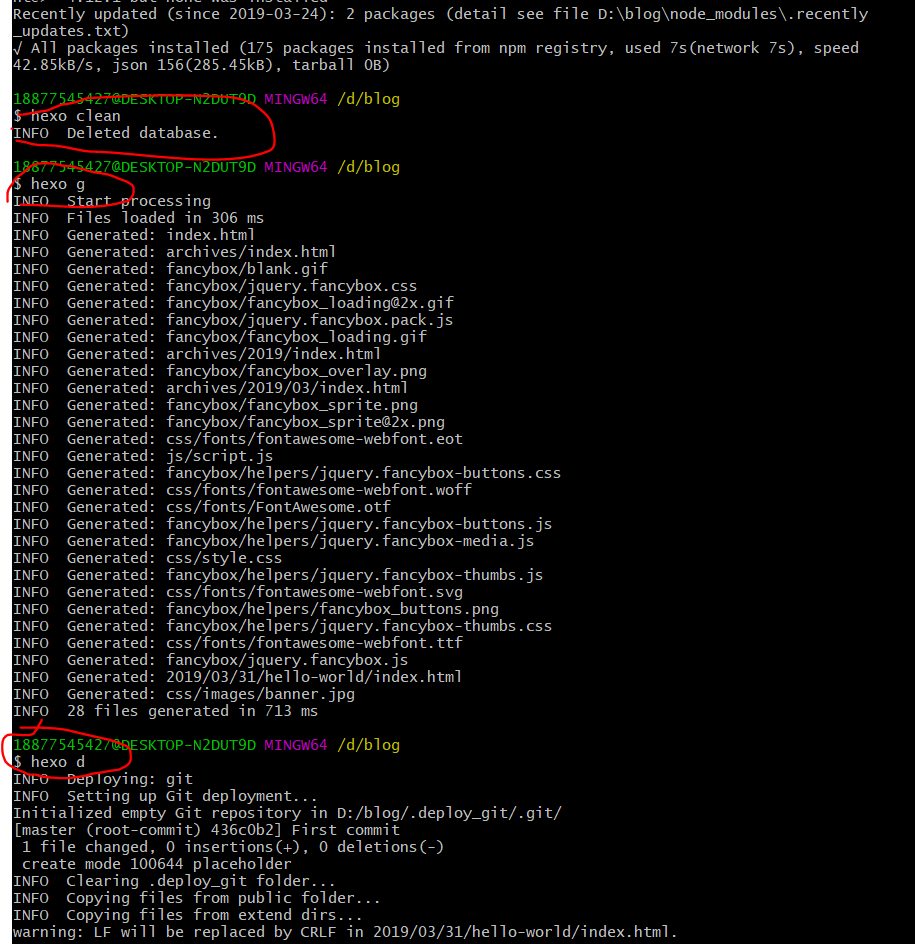 Recently updated (since 2019-03-24): 2 packages (detail see file D:\blog\node_modules\.recently
_updates.txt)
√ All packages installed (175 packages installed from npm registry, used 7s(network 7s), speed
42.85kB/s, json 156(285.45kB), tarball 0B)
18877545427@DESKTOP-N2DUT9D MINGW64 /d/blog
$ hexo clean
INFO  Deleted database.
18877545427@DESKTOP-N2DUT9D MINGW64 /d/blog
$ hexo g
INFO  Start processing
INFO  Files loaded in 306 ms
INFO  Generated: index.html
INFO  Generated: archives/index.html
INFO  Generated: fancybox/blank.gif
INFO  Generated: fancybox/jquery.fancybox.css
INFO  Generated: fancybox/fancybox_loading@2x.gif
INFO  Generated: fancybox/jquery.fancybox.pack.js
INFO  Generated: fancybox/fancybox_loading.gif
INFO  Generated: archives/2019/index.html
INFO  Generated: fancybox/fancybox_overlay.png
INFO  Generated: archives/2019/03/index.html
INFO  Generated: fancybox/fancybox_sprite.png
INFO  Generated: fancybox/fancybox_sprite@2x.png
INFO  Generated: css/fonts/fontawesome-webfont.eot
INFO  Generated: js/script.js
INFO  Generated: fancybox/helpers/jquery.fancybox-buttons.css
INFO  Generated: css/fonts/fontawesome-webfont.woff
INFO  Generated: css/fonts/FontAwesome.otf
INFO  Generated: fancybox/helpers/jquery.fancybox-buttons.js
INFO  Generated: fancybox/helpers/jquery.fancybox-media.js
INFO  Generated: css/style.css
INFO  Generated: fancybox/helpers/jquery.fancybox-thumbs.js
INFO  Generated: css/fonts/fontawesome-webfont.svg
INFO  Generated: fancybox/helpers/fancybox_buttons.png
INFO  Generated: fancybox/helpers/jquery.fancybox-thumbs.css
INFO  Generated: css/fonts/fontawesome-webfont.ttf
INFO  Generated: fancybox/jquery.fancybox.js
INFO  Generated: 2019/03/31/hello-world/index.html
INFO  Generated: css/images/banner.jpg
INFO  28 files generated in 713 ms
18877545427@DESKTOP-N2DUT9D MINGW64 /d/blog
$ hexo d
INFO  Deploying: git
INFO  Setting up Git deployment...
Initialized empty Git repository in D:/blog/.deploy_git/.git/
[master (root-commit) 436c0b2] First commit
 1 file changed, 0 insertions(+), 0 deletions(-)
 create mode 100644 placeholder
INFO  Clearing .deploy_git folder...
INFO  Copying files from public folder...
INFO  Copying files from extend dirs...
warning: LF will be replaced by CRLF in 2019/03/31/hello-world/index.html.